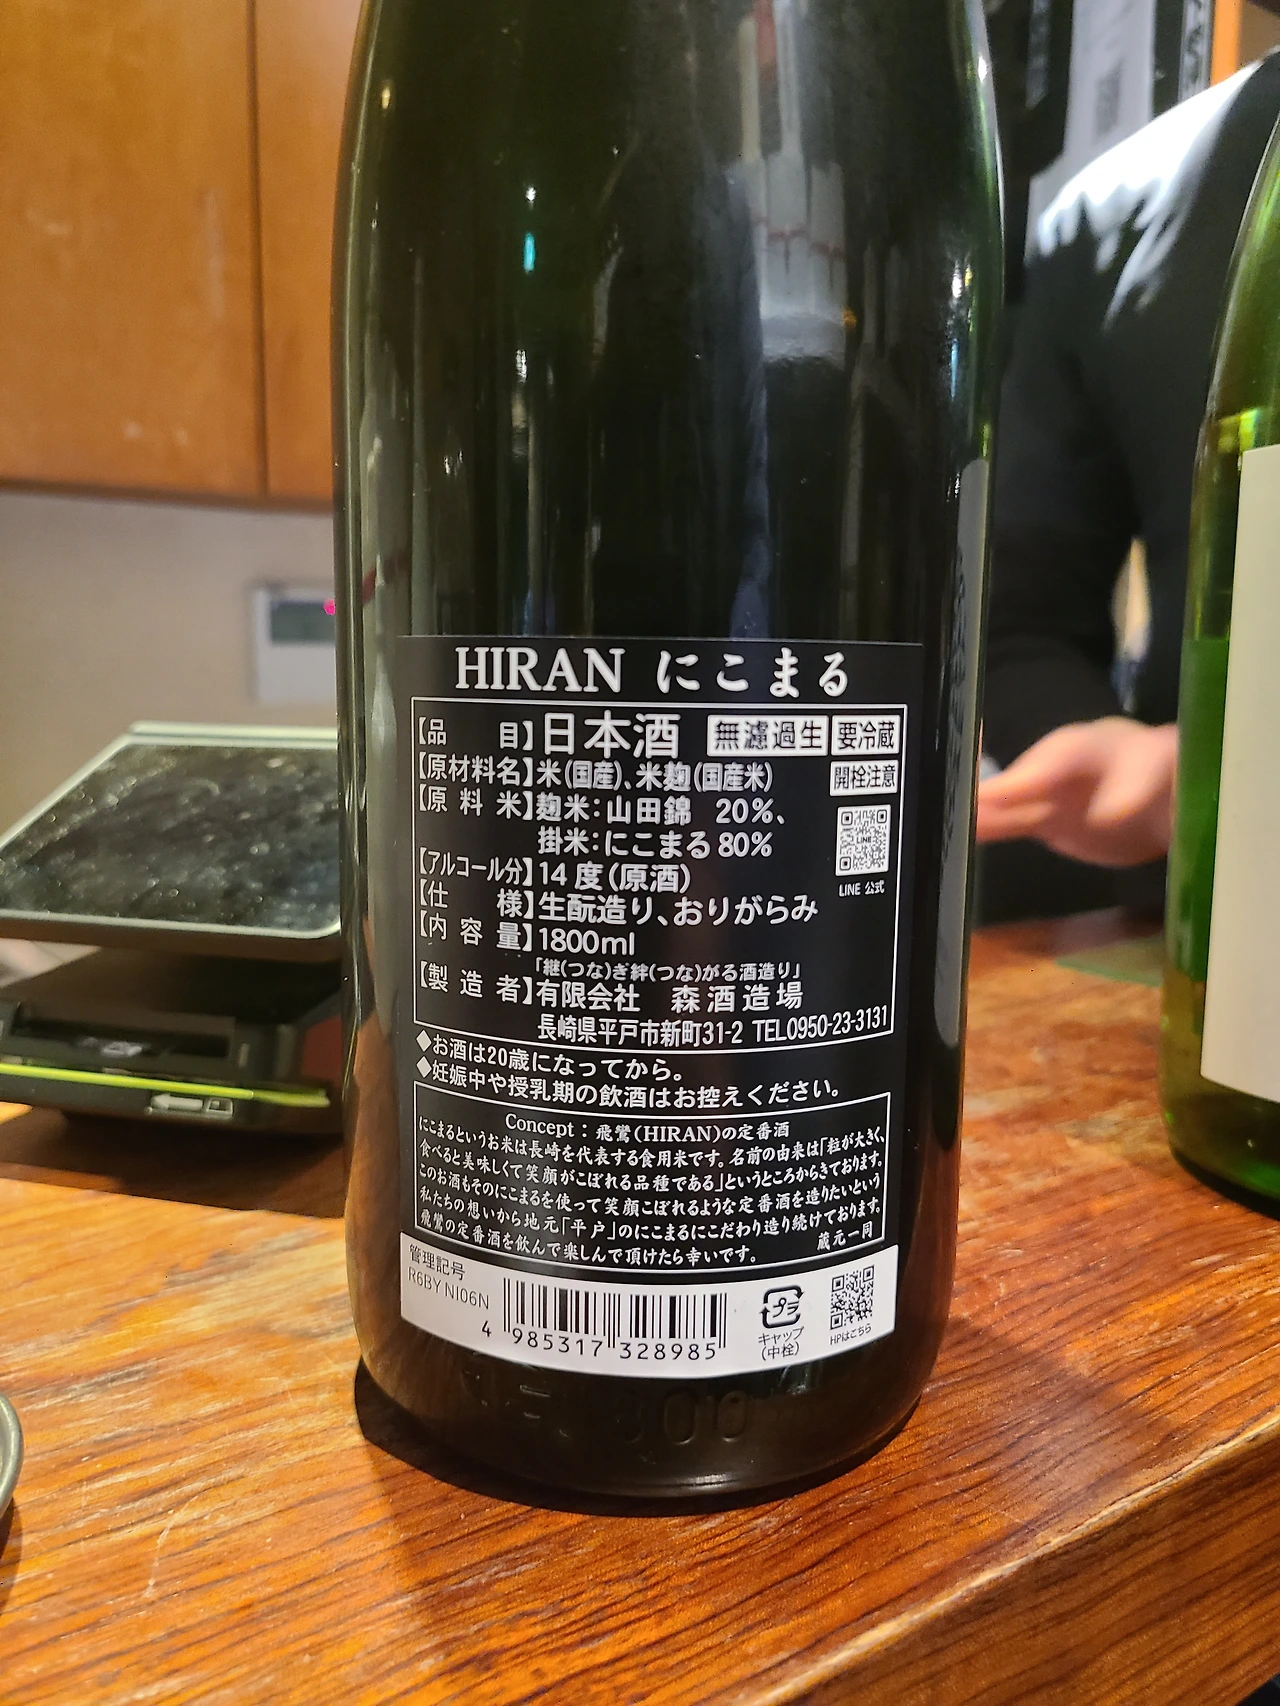 HIRAN にこまる
【品　　目】日本酒 無濾過生 要冷蔵
【原材料名】米(国産)、米麹(国産米) 開栓注意
【原 料 米】麹米:山田錦 20%、
掛米:にこまる 80%
【アルコール分】14 度(原酒)
LINE
LINE 公式
【仕　　様】生酛造り、おりがらみ
【内 容 量】1800ml
「継(つな)ぎ絆(つな)がる酒造り」
【製 造 者】有限会社 森酒造場
長崎県平戸市新町31-2 TEL0950-23-3131
◆お酒は20歳になってから。
◆妊娠中や授乳期の飲酒はお控えください。
Concept : 飛鸞(HIRAN)の定番酒
にこまるというお米は長崎を代表する食用米です。名前の由来は「粒が大きく、
食べると美味しくて笑顔がこぼれる品種である」というところからきております。
このお酒もそのにこまるを使って笑顔こぼれるような定番酒を造りたいという
私たちの想いから地元「平戸」のにこまるにこだわり造り続けております。
飛鸞の定番酒を飲んで楽しんで頂けたら幸いです。 蔵元一同
管理記号
R6BY NI06N
4 985317 328985
プラ
キャップ
(中栓)
HPはこちら